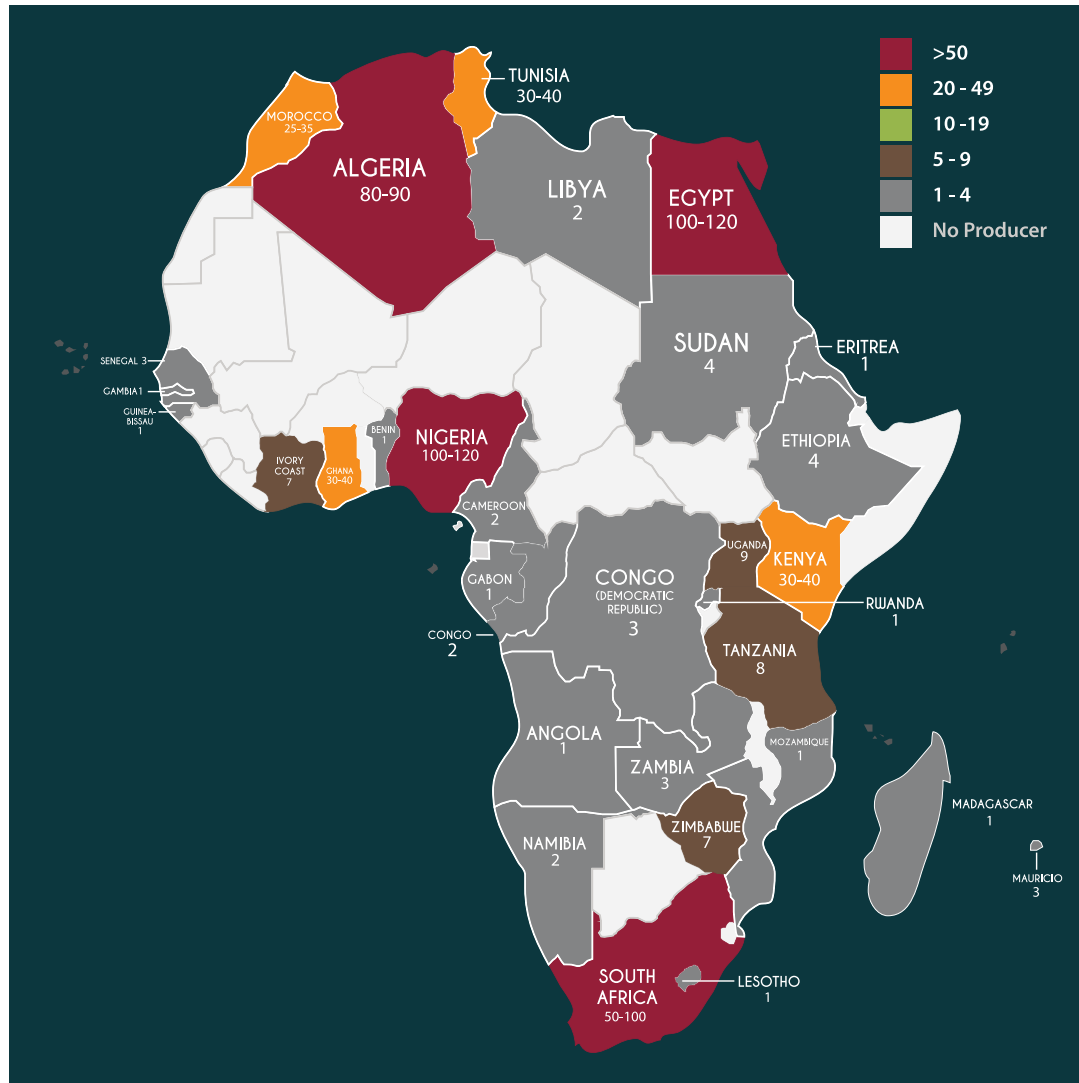 >50
20 - 49
10 -19
5 - 9
1 - 4
No Producer
TUNISIA
30-40
MOROCCO
25-35
ALGERIA
80-90
LIBYA
2
EGYPT
100-120
SUDAN
4
ERITREA
1
SENEGAL 3
GAMBIA 1
GUINEA-
BISSAU
1
IVORY
COAST
7
GHANA
30-40
BENIN
1
NIGERIA
100-120
ETHIOPIA
4
CAMEROON
2
GABON
1
CONGO
2
CONGO
(DEMOCRATIC
REPUBLIC)
3
UGANDA
9
KENYA
30-40
RWANDA
1
TANZANIA
8
ANGOLA
1
ZAMBIA
3
MOZAMBIQUE
1
MADAGASCAR
1
MAURICIO
3
ZIMBABWE
7
NAMIBIA
2
SOUTH
AFRICA
50-100
LESOTHO
1